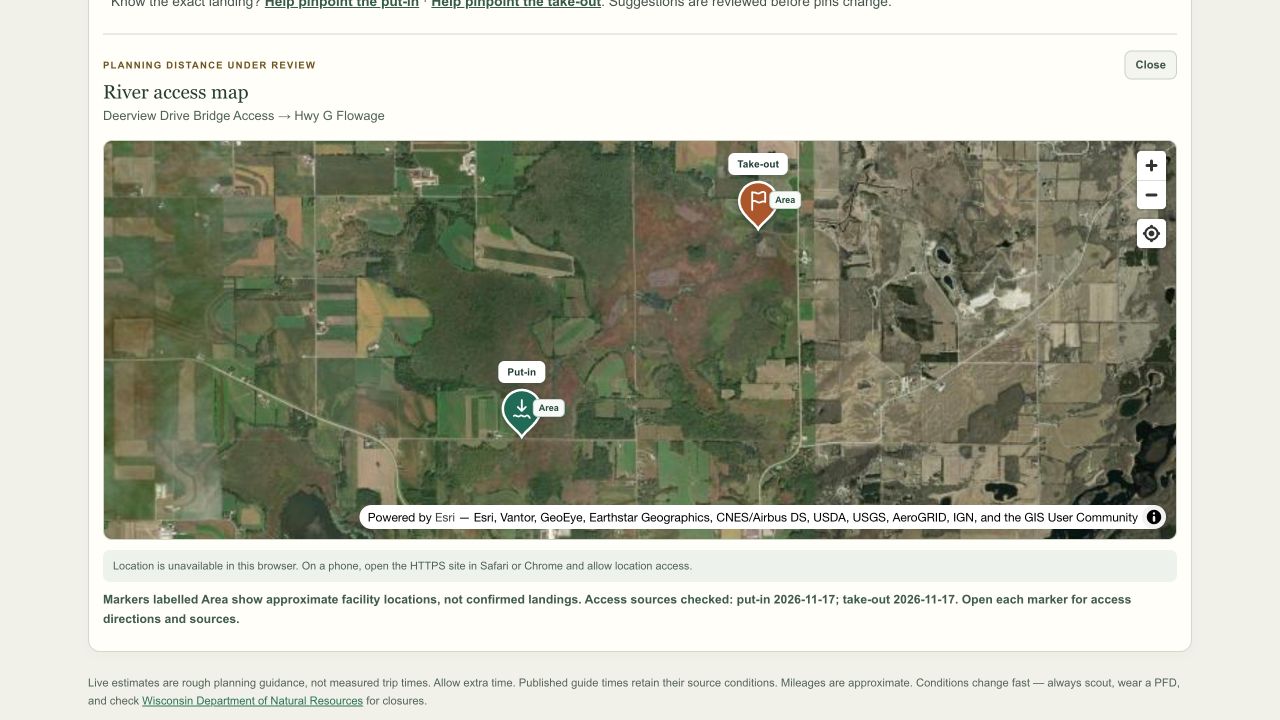 Know the exact landing? Help pinpoint the put-in · Help pinpoint the take-out. Suggestions are reviewed before pins change.
PLANNING DISTANCE UNDER REVIEW
Close
River access map
Deerview Drive Bridge Access → Hwy G Flowage
Take-out
Area
Put-in
Area
Powered by Esri — Esri, Vantor, GeoEye, Earthstar Geographics, CNES/Airbus DS, USDA, USGS, AeroGRID, IGN, and the GIS User Community
Location is unavailable in this browser. On a phone, open the HTTPS site in Safari or Chrome and allow location access.
Markers labelled Area show approximate facility locations, not confirmed landings. Access sources checked: put-in 2026-11-17; take-out 2026-11-17. Open each marker for access
directions and sources.
Live estimates are rough planning guidance, not measured trip times. Allow extra time. Published guide times retain their source conditions. Mileages are approximate. Conditions change fast — always scout, wear a PFD,
and check Wisconsin Department of Natural Resources for closures.